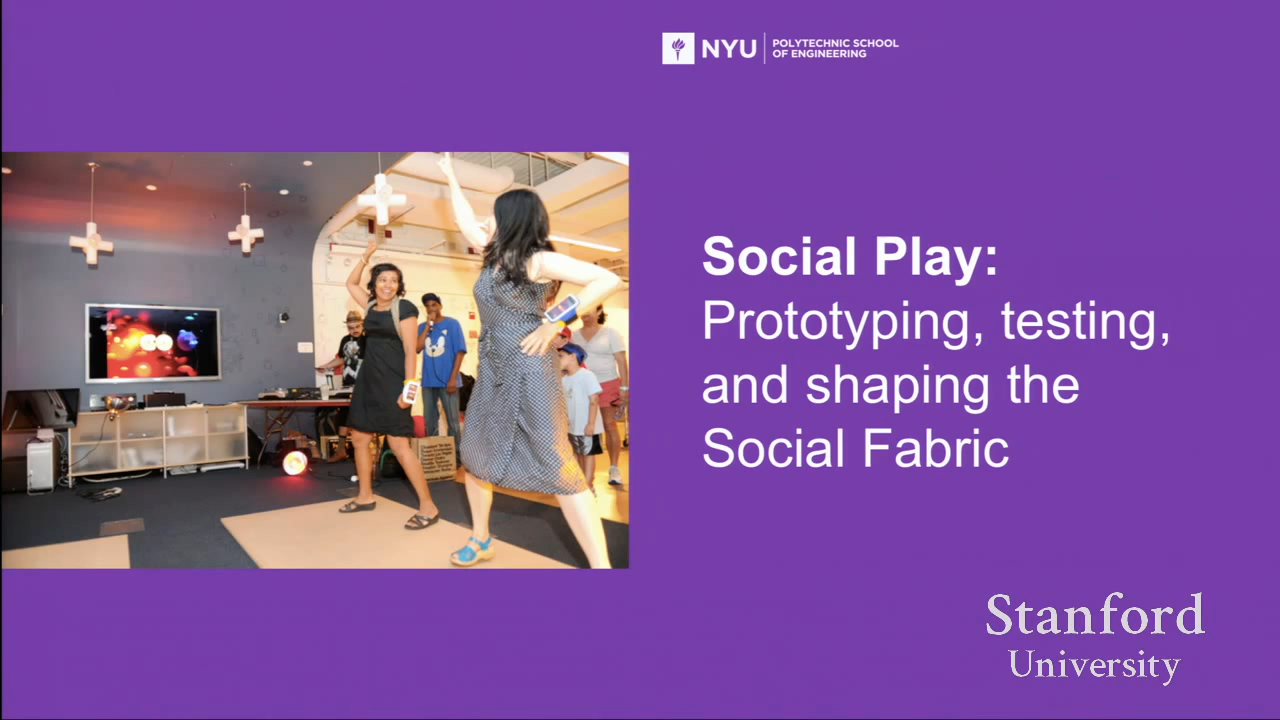 NYU
POLYTECHNIC SCHOOL
OF ENGINEERING
Social Play:
Prototyping, testing,
and shaping the
Social Fabric
Stanford
University